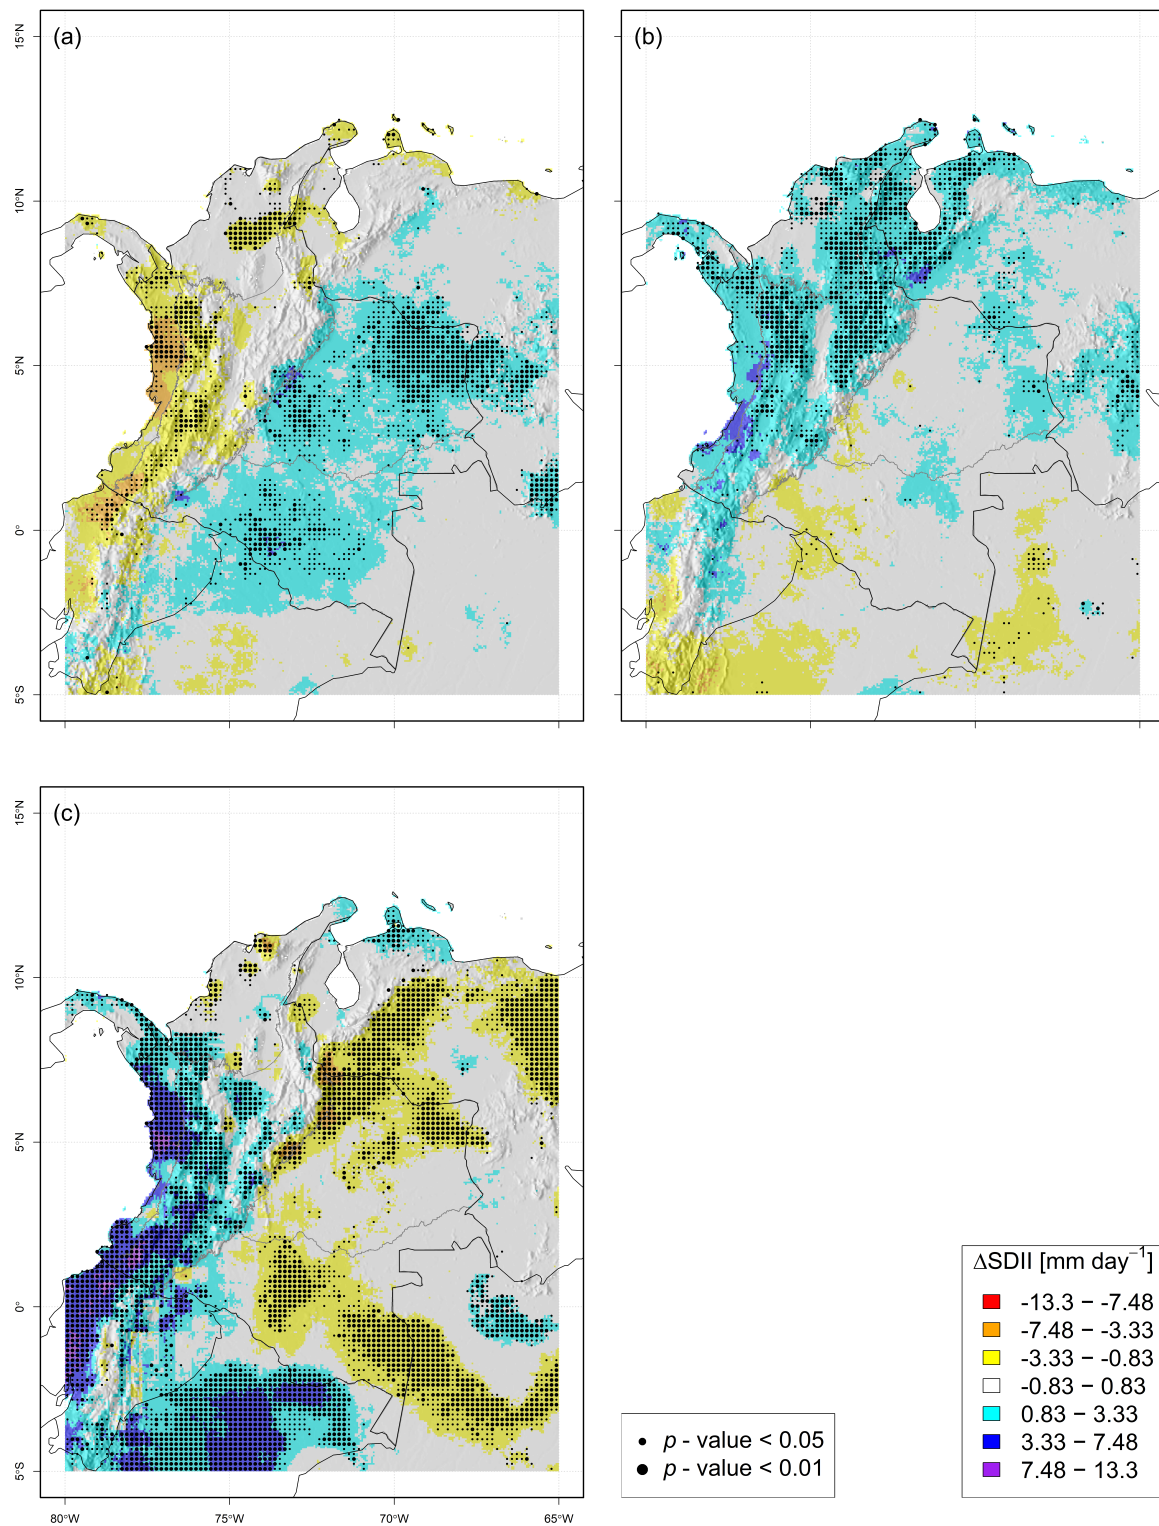 (a)
(b)
15°N
10°N
5°N
0°
5°S
(c)
15°N
10°N
5°N
0°
5°S
80°W
75°W
70°W
65°W
p - value < 0.05
p - value < 0.01
ΔSDII [mm day⁻¹]
-13.3 − -7.48
-7.48 − -3.33
-3.33 − -0.83
-0.83 − 0.83
0.83 − 3.33
3.33 − 7.48
7.48 − 13.3